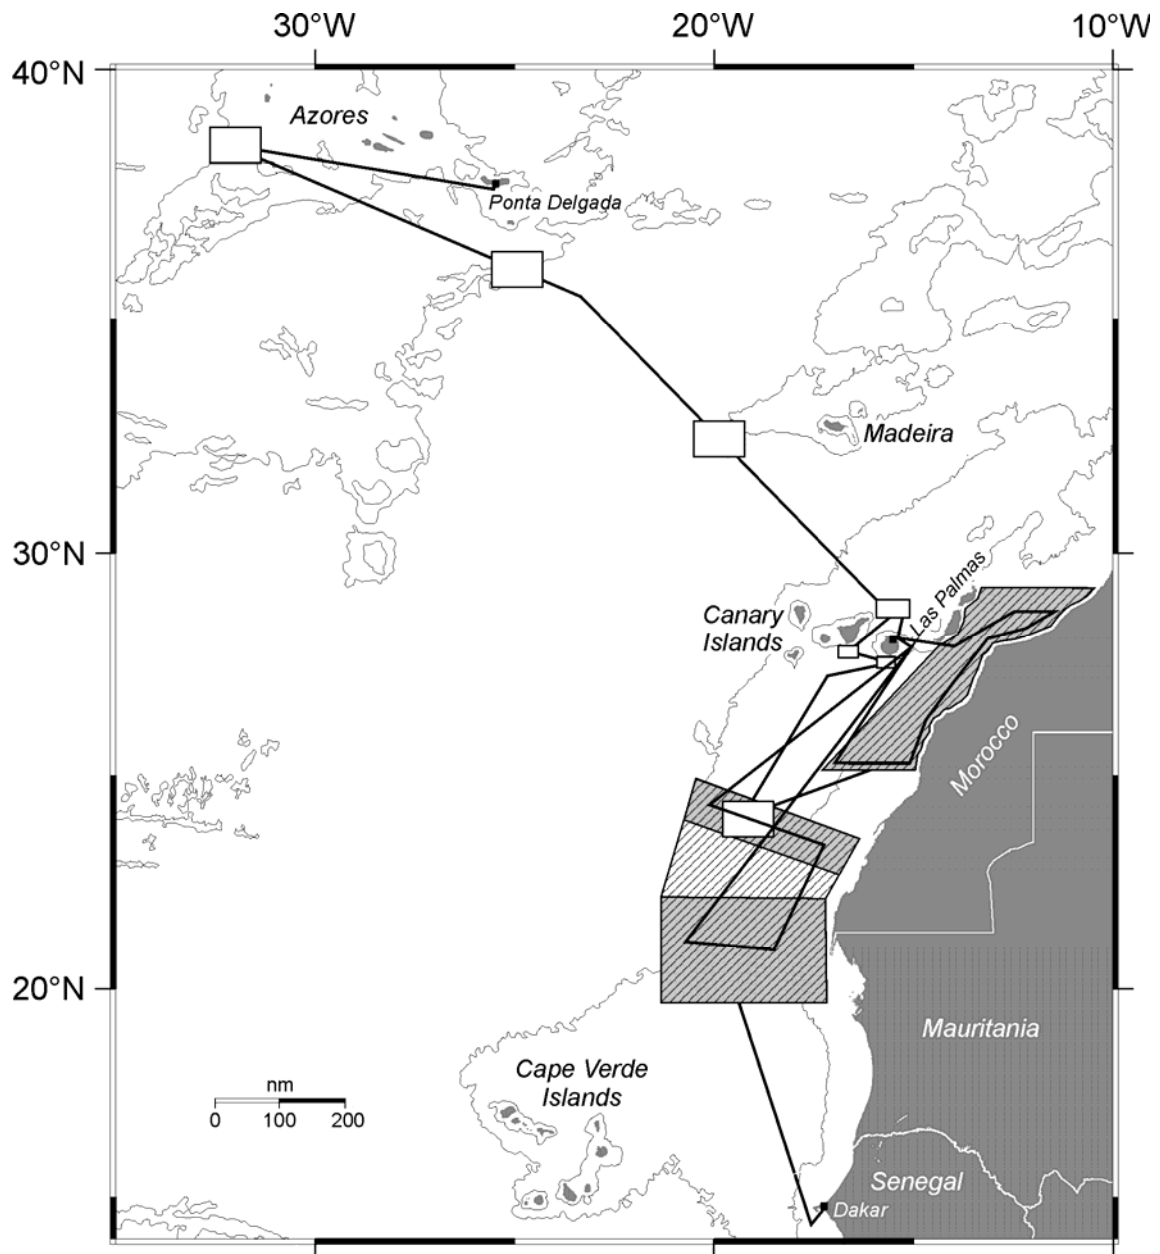 30°W
20°W
10°W
40°N
Azores
Ponta Delgada
Madeira
30°N
Las Palmas
Canary
Islands
Morocco
20°N
Mauritania
Cape Verde
Islands
nm
0
100
200
Senegal
Dakar